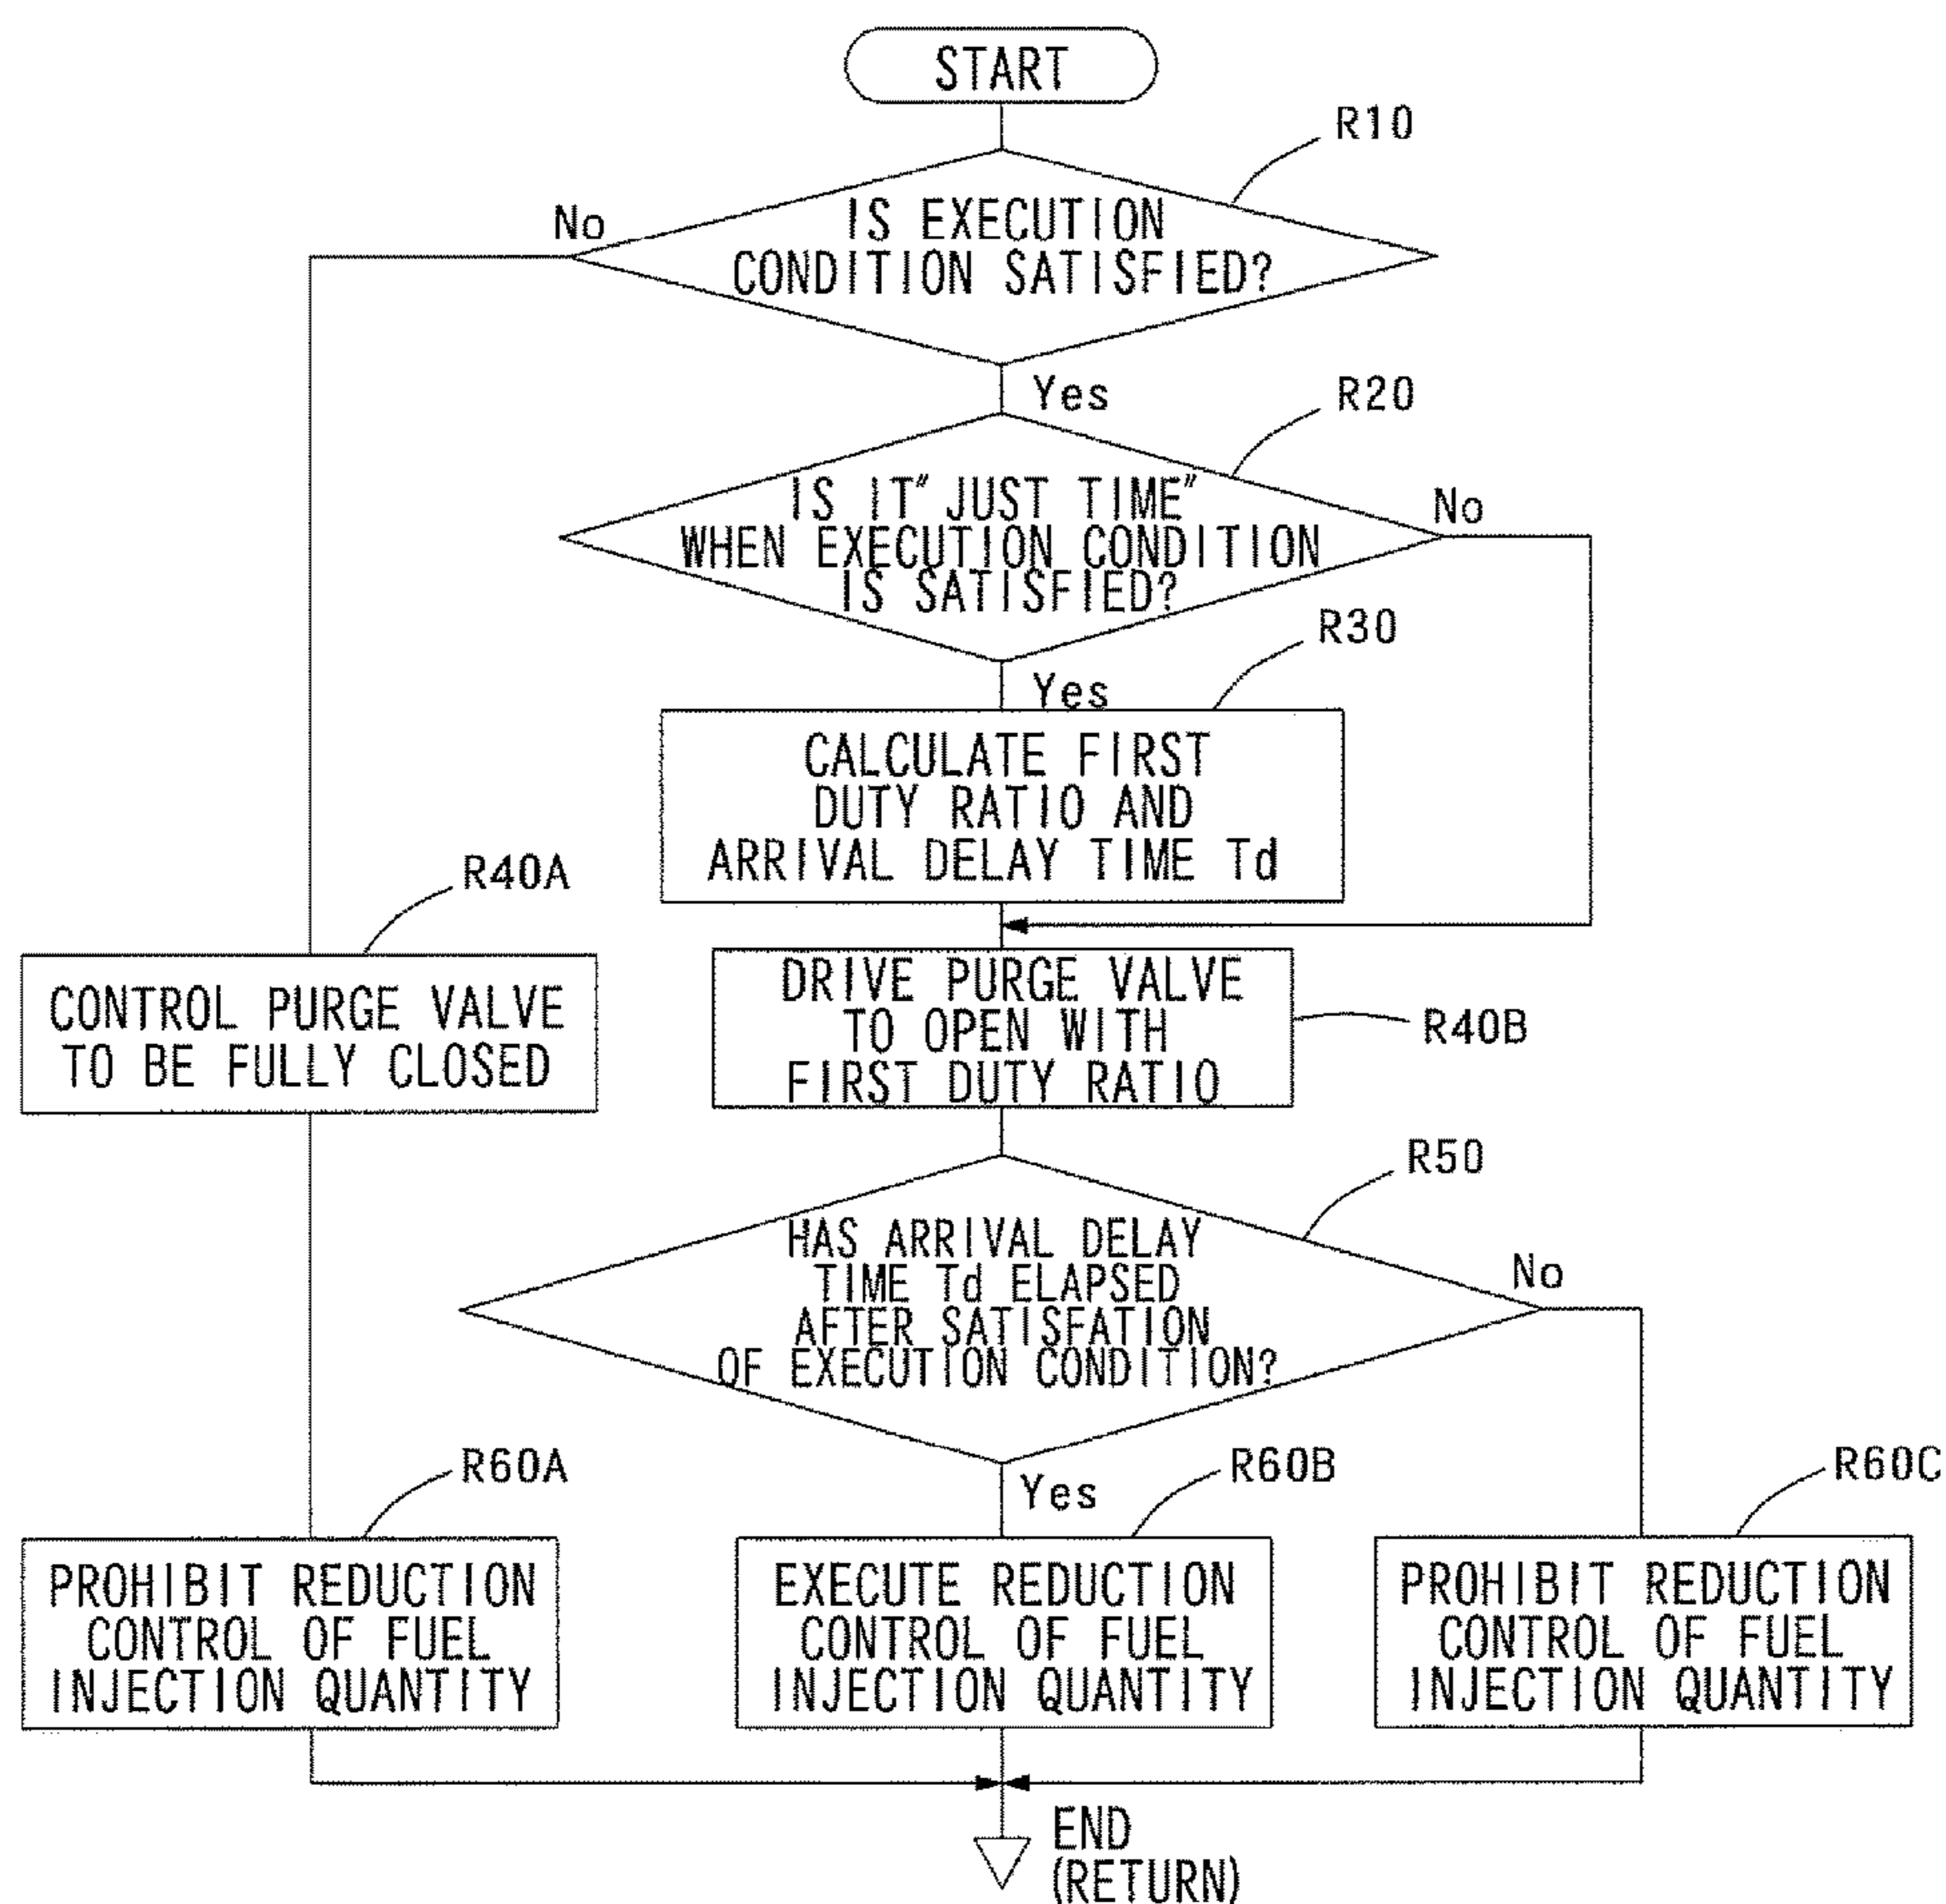 START
R10
No
IS EXECUTION
CONDITION SATISFIED?
Yes
R20
IS IT"JUST TIME"
WHEN EXECUTION CONDITION
IS SATISFIED?
No
R30
Yes
CALCULATE FIRST
DUTY RATIO AND
ARRIVAL DELAY TIME Td
R40A
CONTROL PURGE VALVE
TO BE FULLY CLOSED
DRIVE PURGE VALVE
TO OPEN WITH
FIRST DUTY RATIO
R40B
R50
HAS ARRIVAL DELAY
TIME Td ELAPSED
AFTER SATISFATION
OF EXECUTION CONDITION?
No
R60A
Yes
R60B
R60C
PROHIBIT REDUCTION
CONTROL OF FUEL
INJECTION QUANTITY
EXECUTE REDUCTION
CONTROL OF FUEL
INJECTION QUANTITY
PROHIBIT REDUCTION
CONTROL OF FUEL
INJECTION QUANTITY
END
(RETURN)